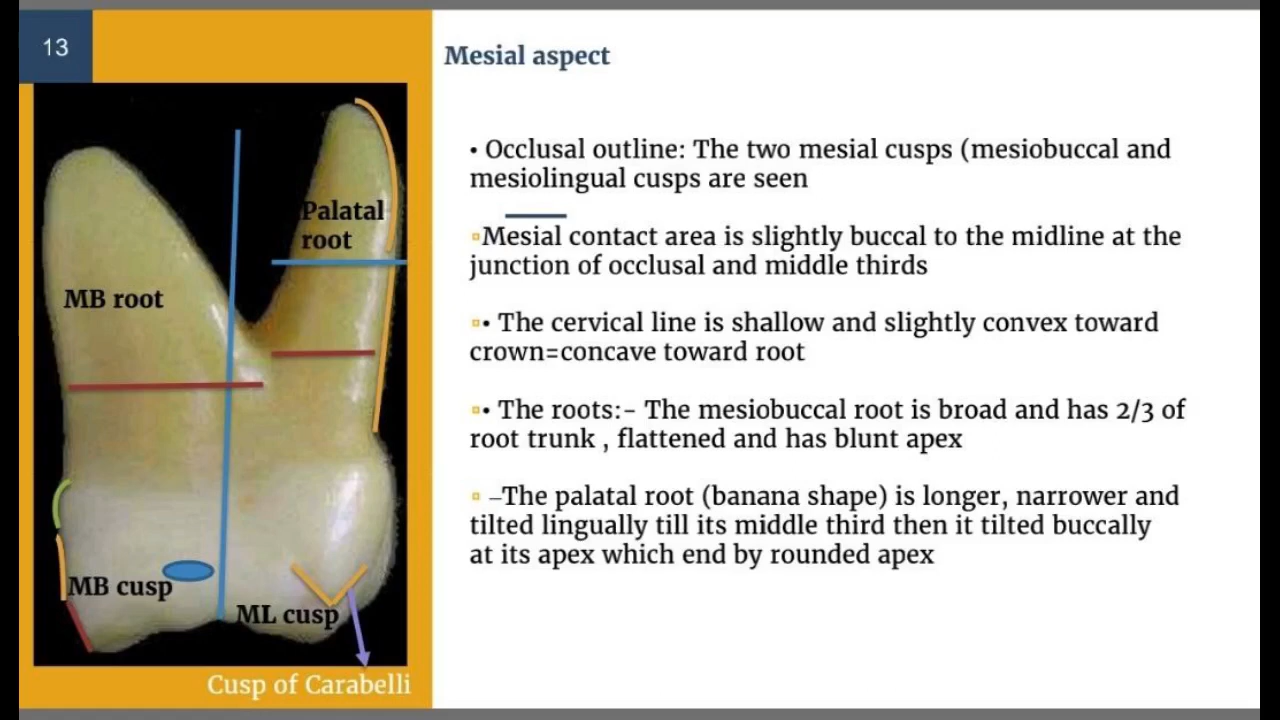 13
Mesial aspect
Palatal
root
MB root
MB cusp
ML cusp
Cusp of Carabelli
• Occlusal outline: The two mesial cusps (mesiobuccal and
mesiolingual cusps are seen
▫Mesial contact area is slightly buccal to the midline at the
junction of occlusal and middle thirds
▫• The cervical line is shallow and slightly convex toward
crown=concave toward root
▫• The roots:- The mesiobuccal root is broad and has 2/3 of
root trunk , flattened and has blunt apex
▫ –The palatal root (banana shape) is longer, narrower and
tilted lingually till its middle third then it tilted buccally
at its apex which end by rounded apex